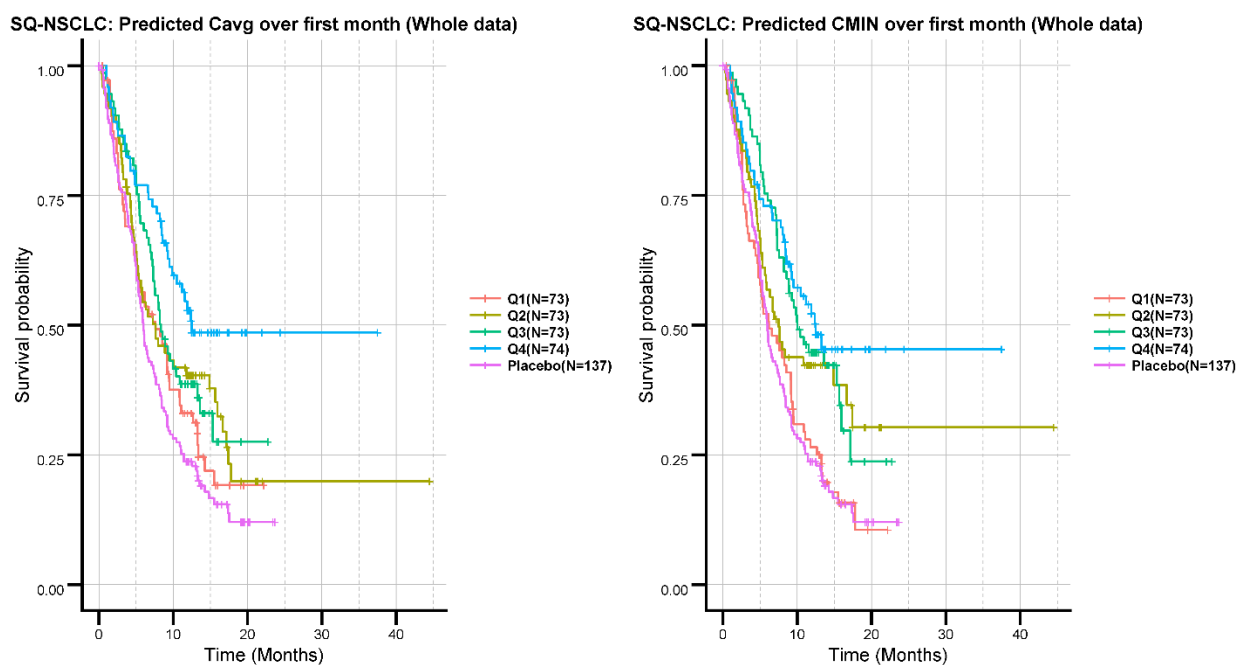 SQ-NSCLC: Predicted Cavg over first month (Whole data)
1.00
0.75
0.50
0.25
0.00
Survival probability
0 10 20 30 40
Time (Months)
Q1(N=73)
Q2(N=73)
Q3(N=73)
Q4(N=74)
Placebo(N=137)
SQ-NSCLC: Predicted CMIN over first month (Whole data)
1.00
0.75
0.50
0.25
0.00
Survival probability
0 10 20 30 40
Time (Months)
Q1(N=73)
Q2(N=73)
Q3(N=73)
Q4(N=74)
Placebo(N=137)